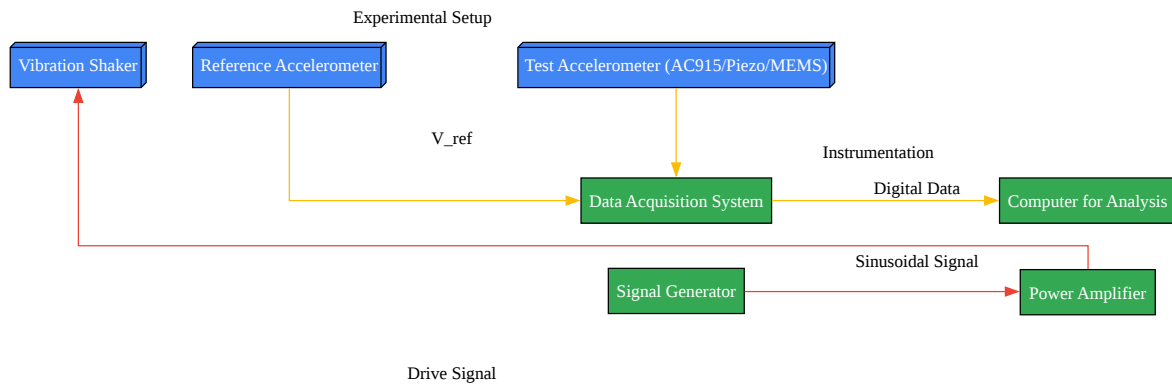 Experimental Setup
Vibration Shaker
Reference Accelerometer
Test Accelerometer (AC915/Piezo/MEMS)
V_ref
Instrumentation
Digital Data
Data Acquisition System
Computer for Analysis
Sinusoidal Signal
Signal Generator
Power Amplifier
Drive Signal